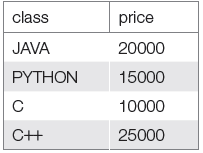 class price
JAVA 20000
PYTHON 15000
C 10000
C++ 25000